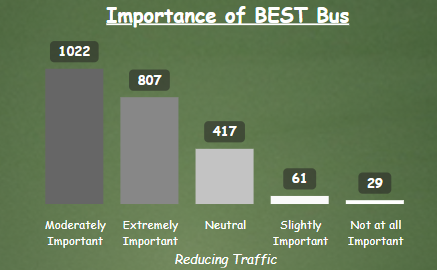 Importance of BEST Bus
1022
807
417
61
29
Moderately Important
Extremely Important
Neutral
Slightly Important
Not at all Important
Reducing Traffic